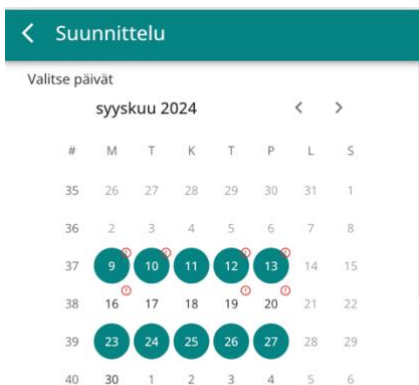 Suunnittelu
Valitse päivät
syyskuu 2024
# M T K T P L S
35 26 27 28 29 30 31 1
36 2 3 4 5 6 7 8
37 9 10 11 12 13 14 15
38 16 17 18 19 20 21 22
39 23 24 25 26 27 28 29
40 30 1 2 3 4 5 6